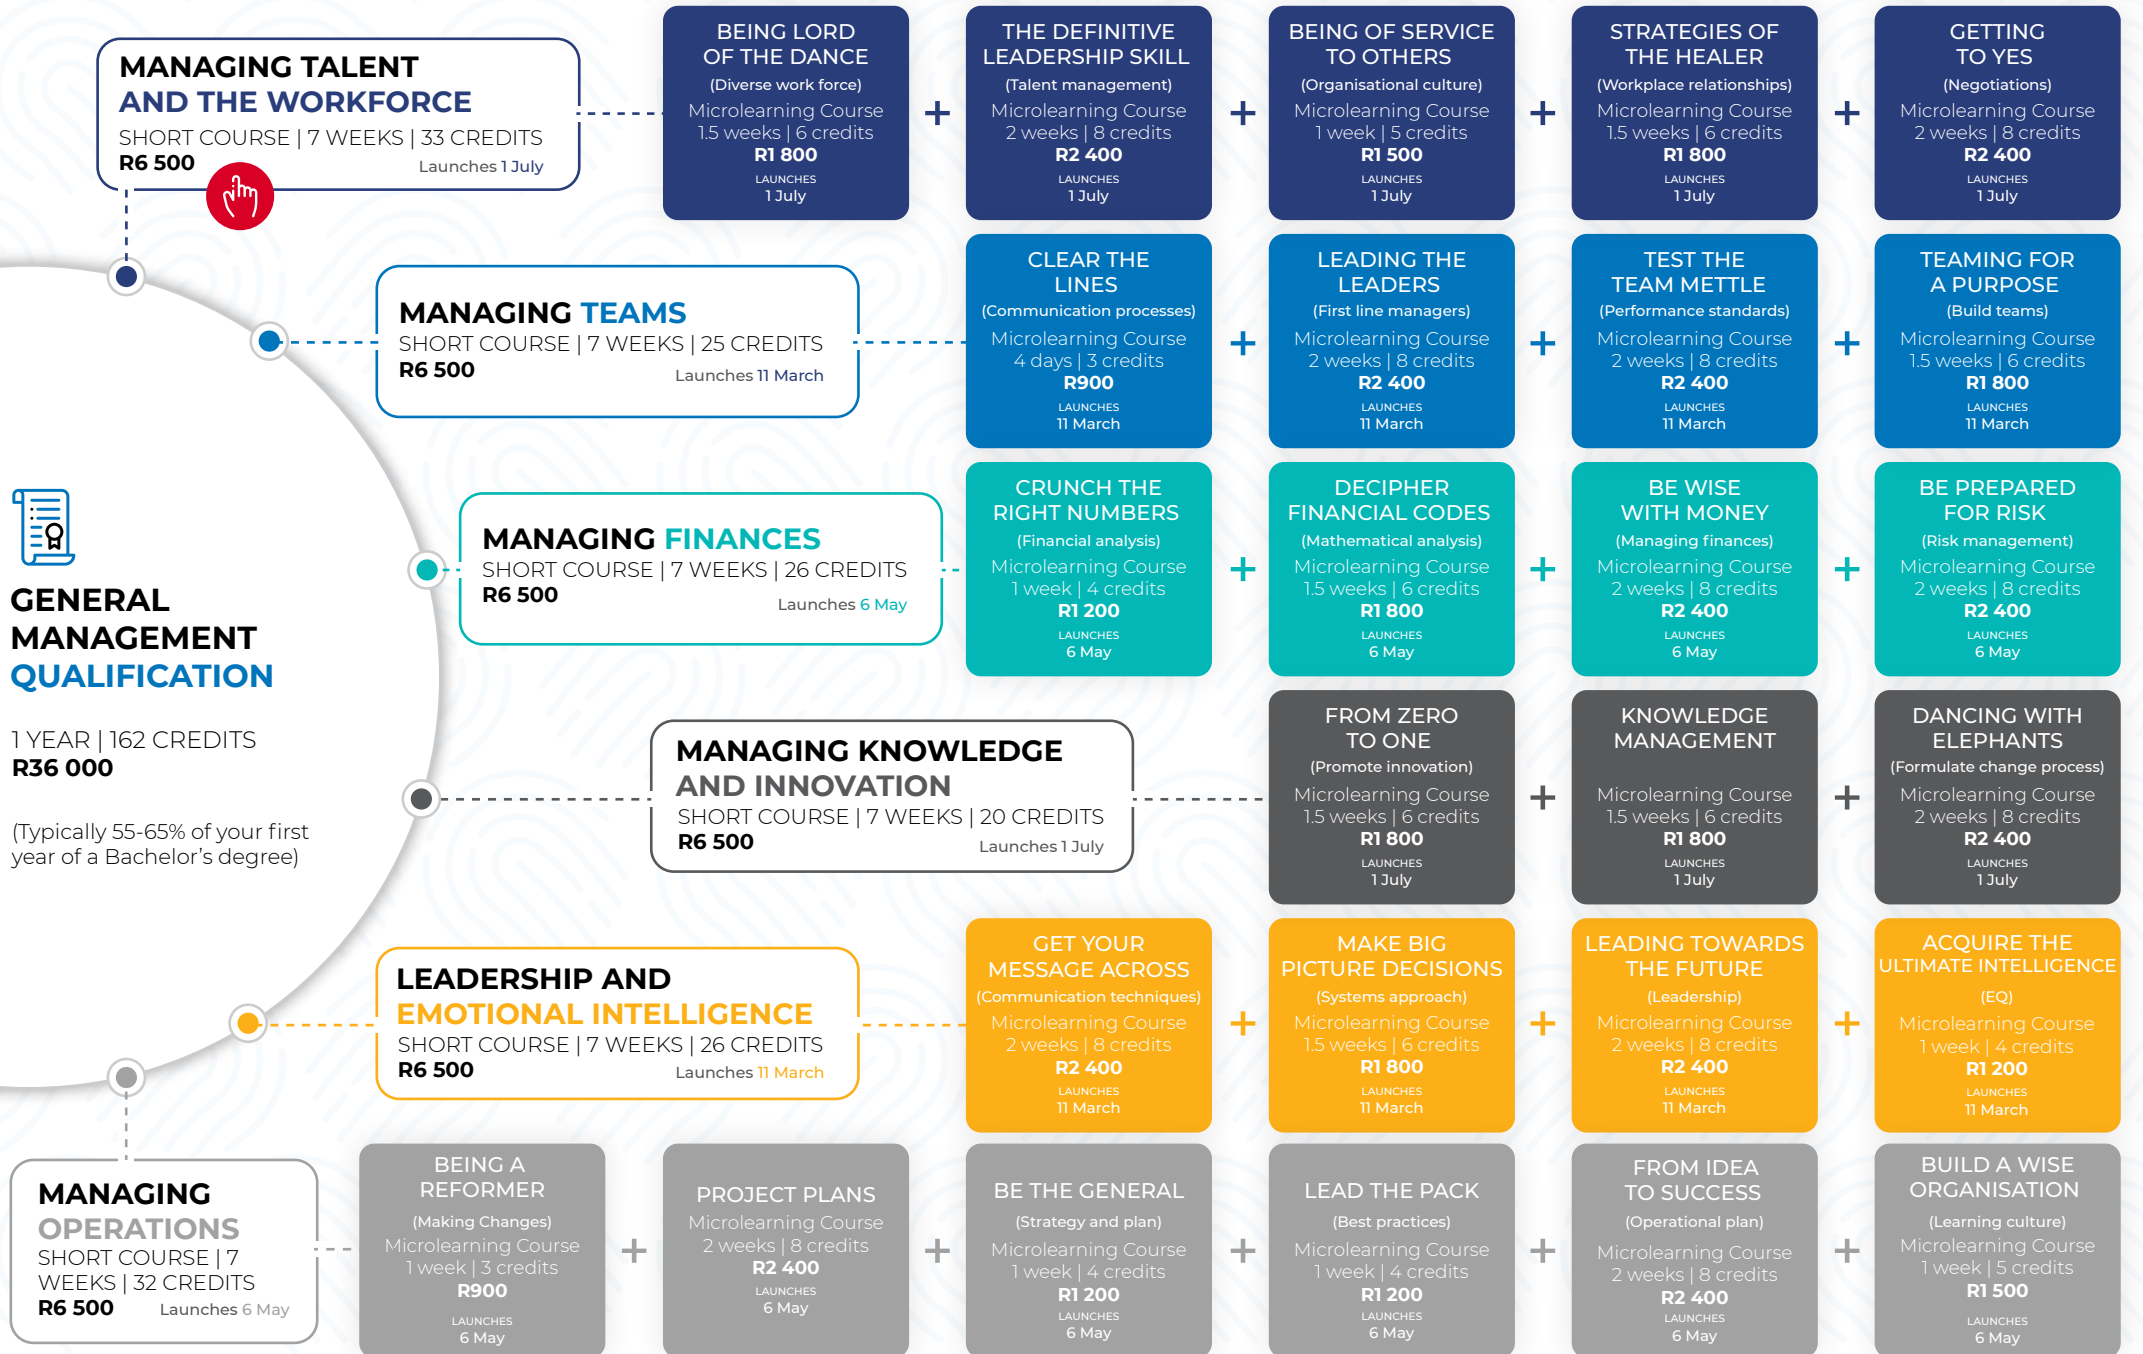 MANAGING TALENT
AND THE WORKFORCE
SHORT COURSE | 7 WEEKS | 33 CREDITS
R6 500
Launches 1 July
BEING LORD
OF THE DANCE
(Diverse work force)
Microlearning Course
1.5 weeks | 6 credits
R1 800
LAUNCHES
1 July
+
THE DEFINITIVE
LEADERSHIP SKILL
(Talent management)
Microlearning Course
2 weeks | 8 credits
R2 400
LAUNCHES
1 July
+
BEING OF SERVICE
TO OTHERS
(Organisational culture)
Microlearning Course
1 week | 5 credits
R1 500
LAUNCHES
1 July
+
STRATEGIES OF
THE HEALER
(Workplace relationships)
Microlearning Course
1.5 weeks | 6 credits
R1 800
LAUNCHES
1 July
+
GETTING
TO YES
(Negotiations)
Microlearning Course
2 weeks | 8 credits
R2 400
LAUNCHES
1 July
MANAGING TEAMS
SHORT COURSE | 7 WEEKS | 25 CREDITS
R6 500
Launches 11 March
CLEAR THE
LINES
(Communication processes)
Microlearning Course
4 days | 3 credits
R900
LAUNCHES
11 March
+
LEADING THE
LEADERS
(First line managers)
Microlearning Course
2 weeks | 8 credits
R2 400
LAUNCHES
11 March
+
TEST THE
TEAM METTLE
(Performance standards)
Microlearning Course
2 weeks | 8 credits
R2 400
LAUNCHES
11 March
+
TEAMING FOR
A PURPOSE
(Build teams)
Microlearning Course
1.5 weeks | 6 credits
R1 800
LAUNCHES
11 March
GENERAL
MANAGEMENT
QUALIFICATION
1 YEAR | 162 CREDITS
R36 000
(Typically 55-65% of your first
year of a Bachelor's degree)
MANAGING FINANCES
SHORT COURSE | 7 WEEKS | 26 CREDITS
R6 500
Launches 6 May
CRUNCH THE
RIGHT NUMBERS
(Financial analysis)
Microlearning Course
1 week | 4 credits
R1 200
LAUNCHES
6 May
+
DECIPHER
FINANCIAL CODES
(Mathematical analysis)
Microlearning Course
1.5 weeks | 6 credits
R1 800
LAUNCHES
6 May
+
BE WISE
WITH MONEY
(Managing finances)
Microlearning Course
2 weeks | 8 credits
R2 400
LAUNCHES
6 May
+
BE PREPARED
FOR RISK
(Risk management)
Microlearning Course
2 weeks | 8 credits
R2 400
LAUNCHES
6 May
MANAGING KNOWLEDGE
AND INNOVATION
SHORT COURSE | 7 WEEKS | 20 CREDITS
R6 500
Launches 1 July
FROM ZERO
TO ONE
(Promote innovation)
Microlearning Course
1.5 weeks | 6 credits
R1 800
LAUNCHES
1 July
+
KNOWLEDGE
MANAGEMENT
Microlearning Course
1.5 weeks | 6 credits
R1 800
LAUNCHES
1 July
+
DANCING WITH
ELEPHANTS
(Formulate change process)
Microlearning Course
2 weeks | 8 credits
R2 400
LAUNCHES
1 July
LEADERSHIP AND
EMOTIONAL INTELLIGENCE
SHORT COURSE | 7 WEEKS | 26 CREDITS
R6 500
Launches 11 March
GET YOUR
MESSAGE ACROSS
(Communication techniques)
Microlearning Course
2 weeks | 8 credits
R2 400
LAUNCHES
11 March
+
MAKE BIG
PICTURE DECISIONS
(Systems approach)
Microlearning Course
1.5 weeks | 6 credits
R1 800
LAUNCHES
11 March
+
LEADING TOWARDS
THE FUTURE
(Leadership)
Microlearning Course
2 weeks | 8 credits
R2 400
LAUNCHES
11 March
+
ACQUIRE THE
ULTIMATE INTELLIGENCE
(EQ)
Microlearning Course
1 week | 4 credits
R1 200
LAUNCHES
11 March
MANAGING
OPERATIONS
SHORT COURSE | 7
WEEKS | 32 CREDITS
R6 500
Launches 6 May
BEING A
REFORMER
(Making Changes)
Microlearning Course
1 week | 3 credits
R900
LAUNCHES
6 May
+
PROJECT PLANS
Microlearning Course
2 weeks | 8 credits
R2 400
LAUNCHES
6 May
+
BE THE GENERAL
(Strategy and plan)
Microlearning Course
1 week | 4 credits
R1 200
LAUNCHES
6 May
+
LEAD THE PACK
(Best practices)
Microlearning Course
1 week | 4 credits
R1 200
LAUNCHES
6 May
+
FROM IDEA
TO SUCCESS
(Operational plan)
Microlearning Course
2 weeks | 8 credits
R2 400
LAUNCHES
6 May
+
BUILD A WISE
ORGANISATION
(Learning culture)
Microlearning Course
1 week | 5 credits
R1 500
LAUNCHES
6 May